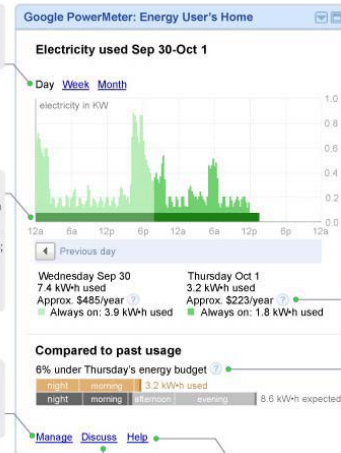 Google PowerMeter: Energy User's Home
Electricity used Sep 30-Oct 1
Day Week Month
electricity in KW
1.0
0.8
0.6
0.4
0.2
0.0
12a 6a 12p 6p 12a 6a 12p 6p 12a
Previous day
Wednesday Sep 30 Thursday Oct 1
7.4 kW•h used 3.2 kW•h used
Approx. $485/year ? Approx. $223/year ?
Always on: 3.9 kW•h used Always on: 1.8 kW•h used
Compared to past usage
6% under Thursday's energy budget ?
night morning 3.2 kW•h used
night morning afternoon evening 8.6 kW•h expected
Manage Discuss Help